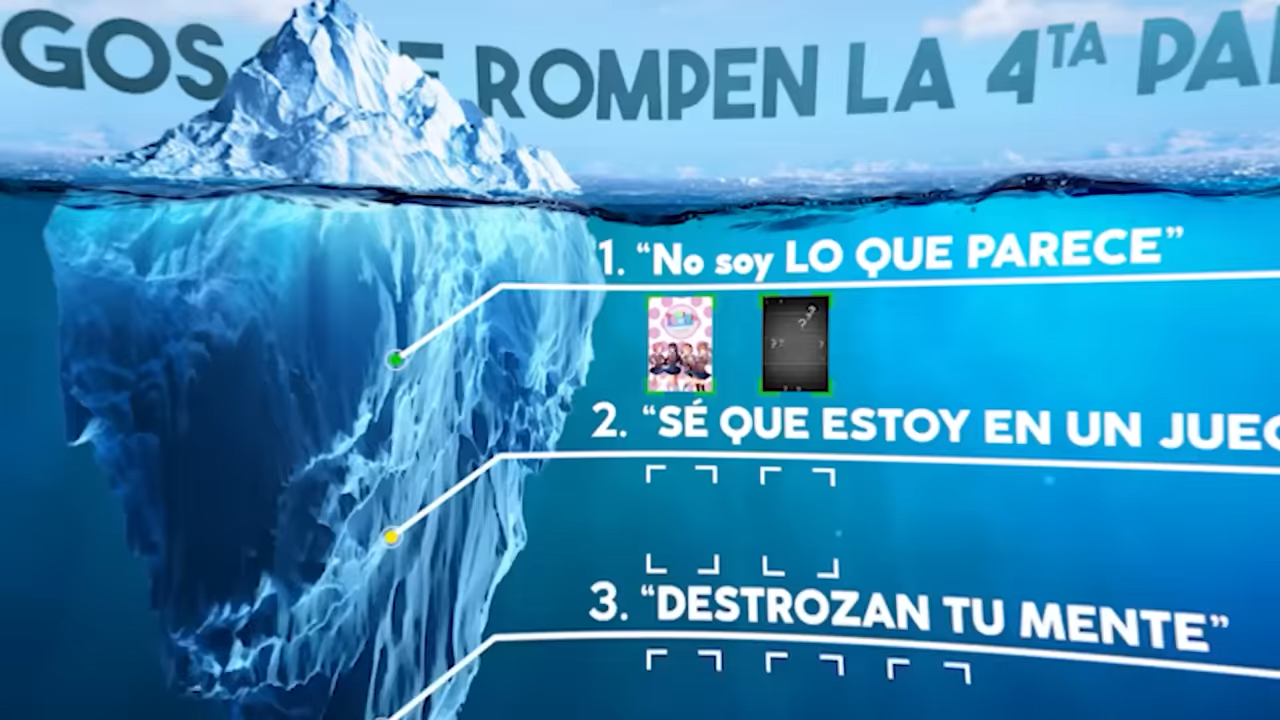 GOS ROMPEN LA 4TA
1. “No soy LO QUE PARECE”
? ?
? ?
2. “SÉ QUE ESTOY EN UN
3. “DESTROZAN TU MENTE”